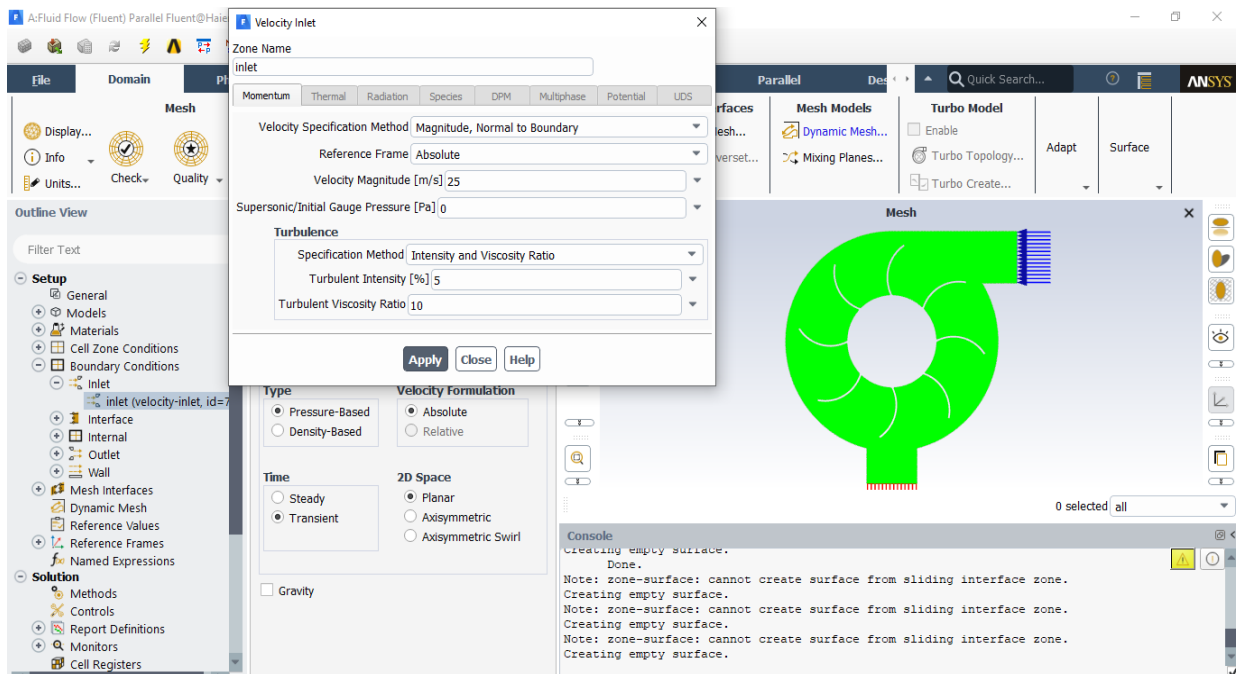 A:Fluid Flow (Fluent) Parallel Fluent@Haie
Velocity Inlet
Zone Name
inlet
Momentum Thermal Radiation Species DPM Multiphase Potential UDS
Velocity Specification Method Magnitude, Normal to Boundary
Reference Frame Absolute
Velocity Magnitude [m/s] 25
Supersonic/Initial Gauge Pressure [Pa] 0
Turbulence
Specification Method Intensity and Viscosity Ratio
Turbulent Intensity [%] 5
Turbulent Viscosity Ratio 10
Apply Close Help
File Domain Ph
Parallel Des Quick Search... ANSYS
Mesh
Display...
Info
Units...
Check
Quality
rfaces
lesh...
verset...
Mesh Models
Dynamic Mesh...
Mixing Planes...
Turbo Model
Enable
Turbo Topology...
Turbo Create...
Adapt
Surface
Outline View
Filter Text
Setup
General
Models
Materials
Cell Zone Conditions
Boundary Conditions
Inlet
inlet (velocity-inlet, id=7
Interface
Internal
Outlet
Wall
Mesh Interfaces
Dynamic Mesh
Reference Values
Reference Frames
Named Expressions
Solution
Methods
Controls
Report Definitions
Monitors
Cell Registers
Type
Pressure-Based
Density-Based
Velocity Formulation
Absolute
Relative
Time
Steady
Transient
2D Space
Planar
Axisymmetric
Axisymmetric Swirl
Gravity
Mesh
0 selected all
Console
Creating empty surface.
Done.
Note: zone-surface: cannot create surface from sliding interface zone.
Creating empty surface.
Note: zone-surface: cannot create surface from sliding interface zone.
Creating empty surface.
Note: zone-surface: cannot create surface from sliding interface zone.
Creating empty surface.